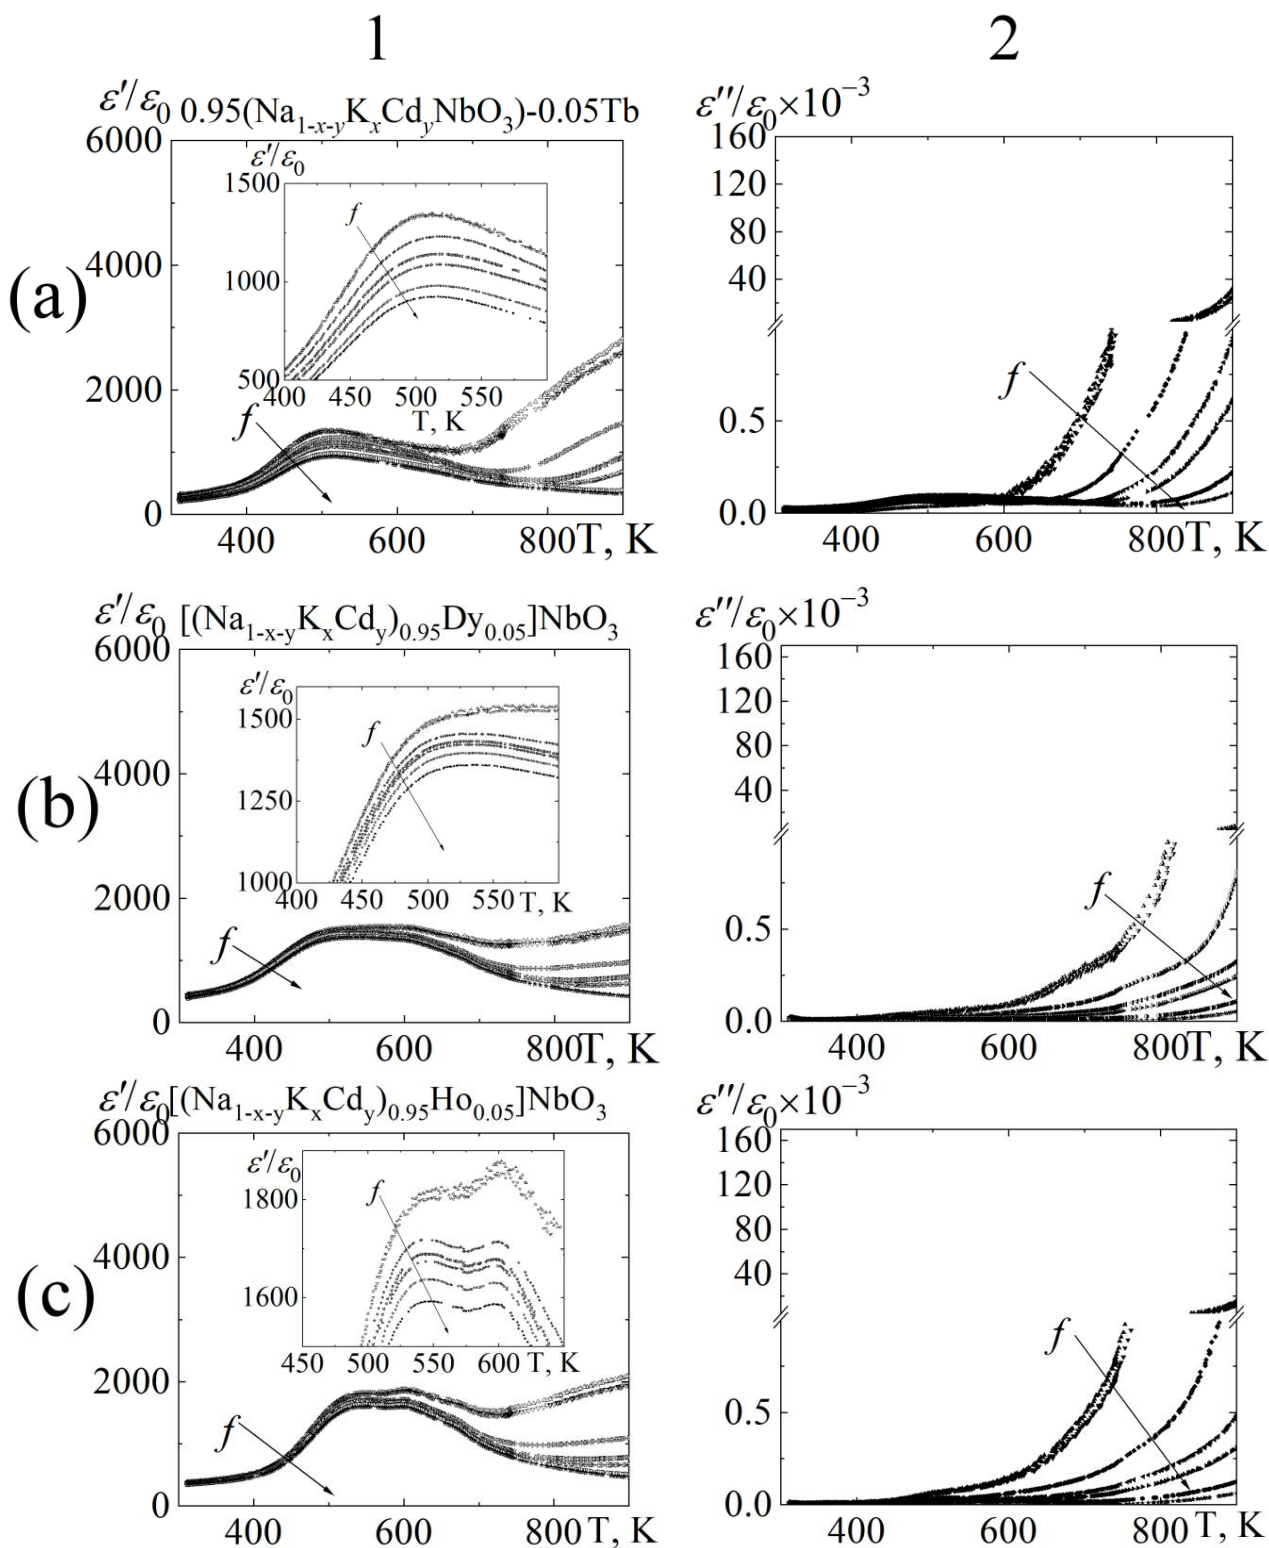 1
2
ε′/ε0 0.95(Na1-x-yKxCdyNbO3)-0.05Tb
6000
4000
2000
0
400
600
800
T, K
ε′/ε0
1500
1000
500
400
450
500
550
T, K
f
f
(a)
ε″/ε0×10−3
160
120
80
40
0.5
0.0
400
600
800
T, K
f
ε′/ε0 [(Na1-x-yKxCdy)0.95Dy0.05]NbO3
6000
4000
2000
0
400
600
800
T, K
ε′/ε0
1500
1250
1000
400
450
500
550
T, K
f
f
(b)
ε″/ε0×10−3
160
120
80
40
0.5
0.0
400
600
800
T, K
f
ε′/ε0 [(Na1-x-yKxCdy)0.95Ho0.05]NbO3
6000
4000
2000
0
400
600
800
T, K
ε′/ε0
1800
1600
450
500
550
600
T, K
f
f
(c)
ε″/ε0×10−3
160
120
80
40
0.5
0.0
400
600
800
T, K
f